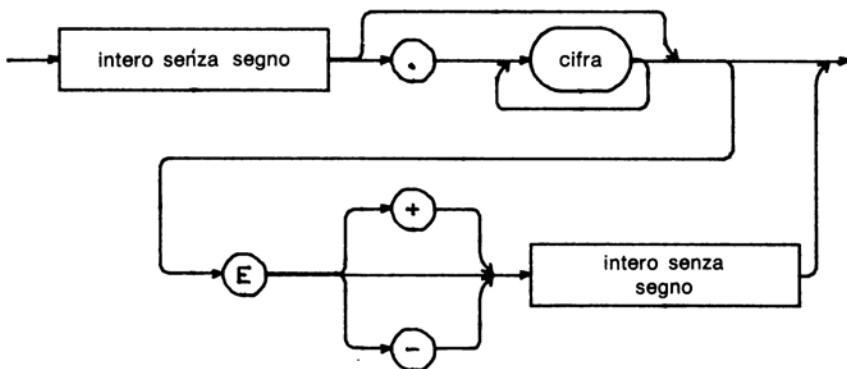 intero senza segno
.
cifra
+
E
intero senza
segno
-